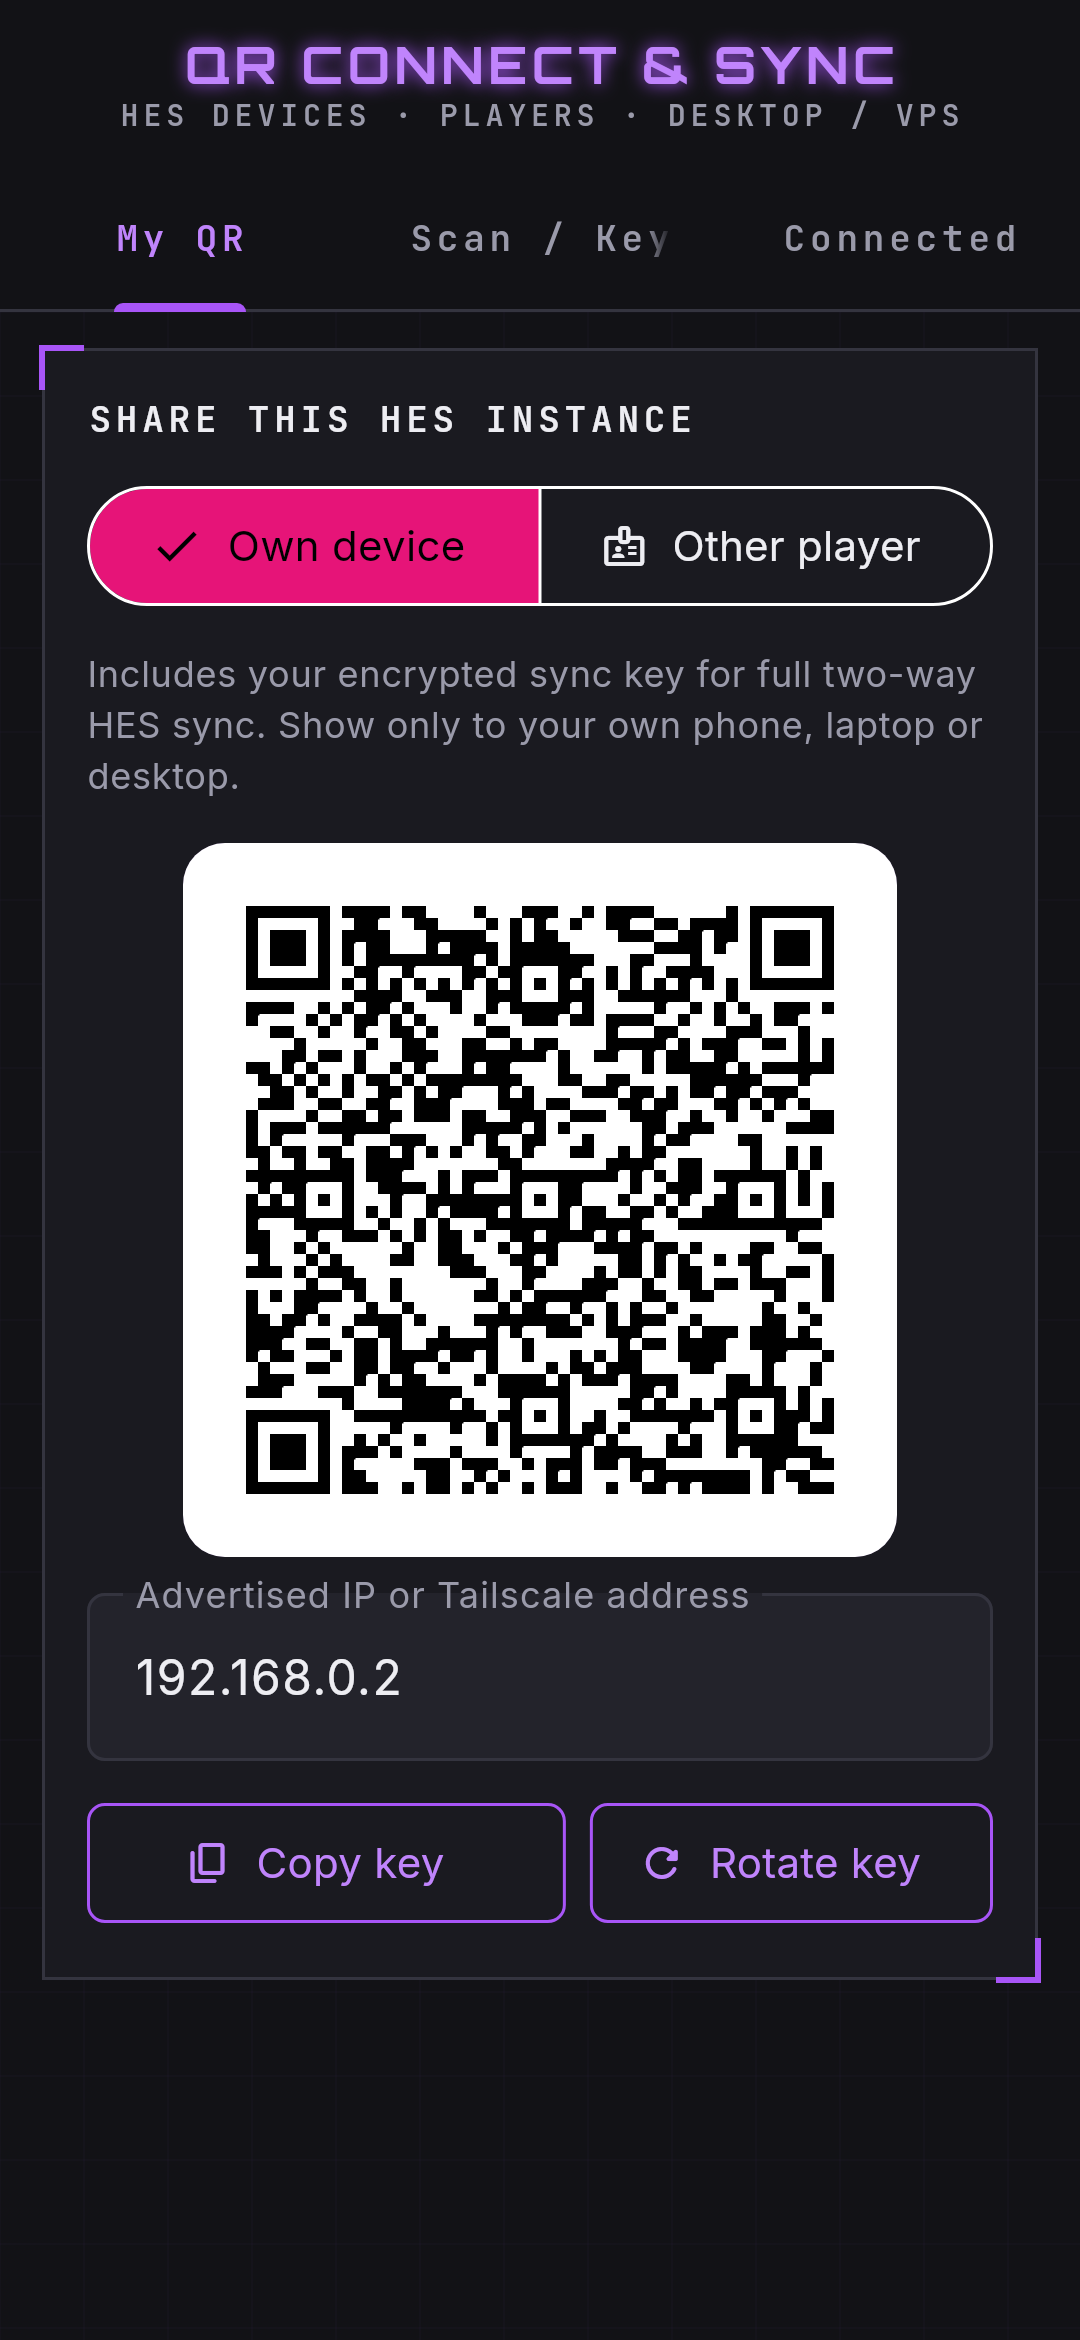 QR CONNECT & SYNC
HES DEVICES · PLAYERS · DESKTOP / VPS
My QR
Scan / Key
Connected
SHARE THIS HES INSTANCE
Own device
Other player
Includes your encrypted sync key for full two-way
HES sync. Show only to your own phone, laptop or
desktop.
Advertised IP or Tailscale address
192.168.0.2
Copy key
Rotate key